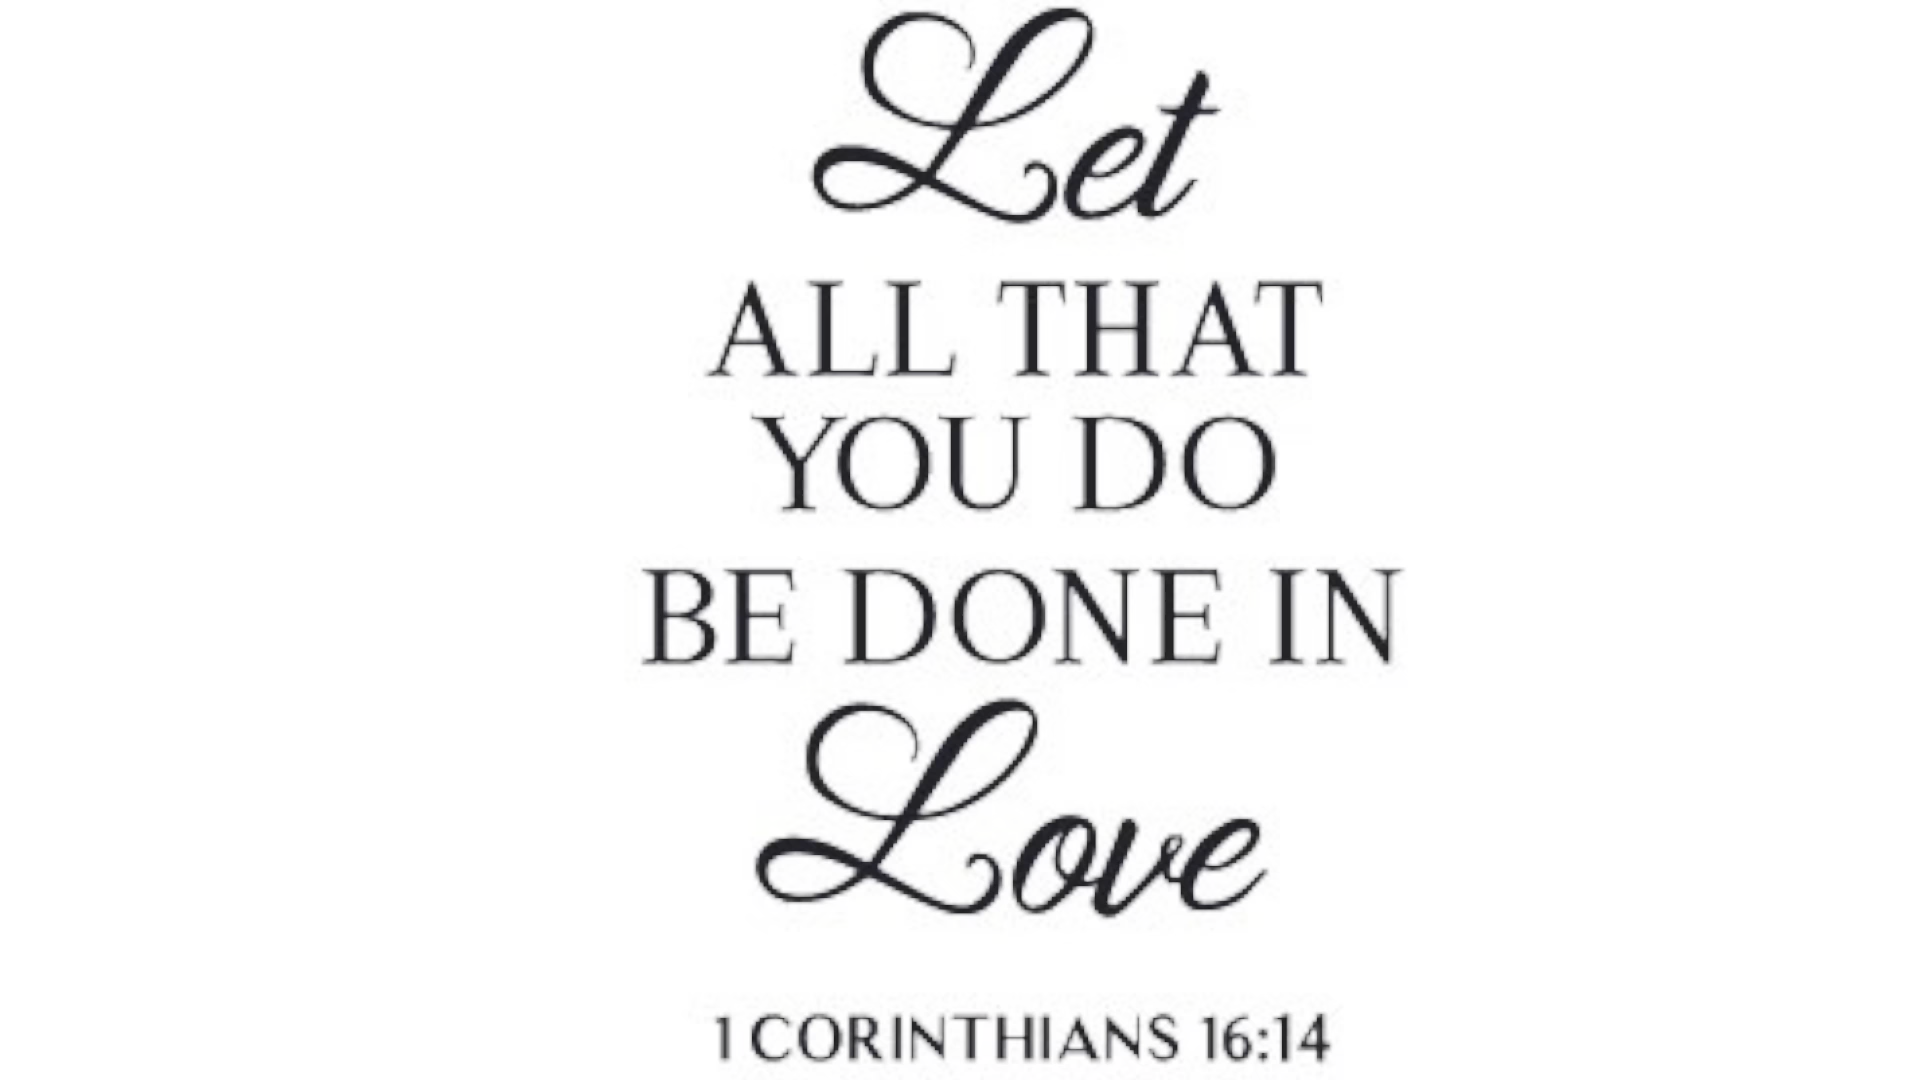 Let
ALL THAT
YOU DO
BE DONE IN
Love
1 CORINTHIANS 16:14